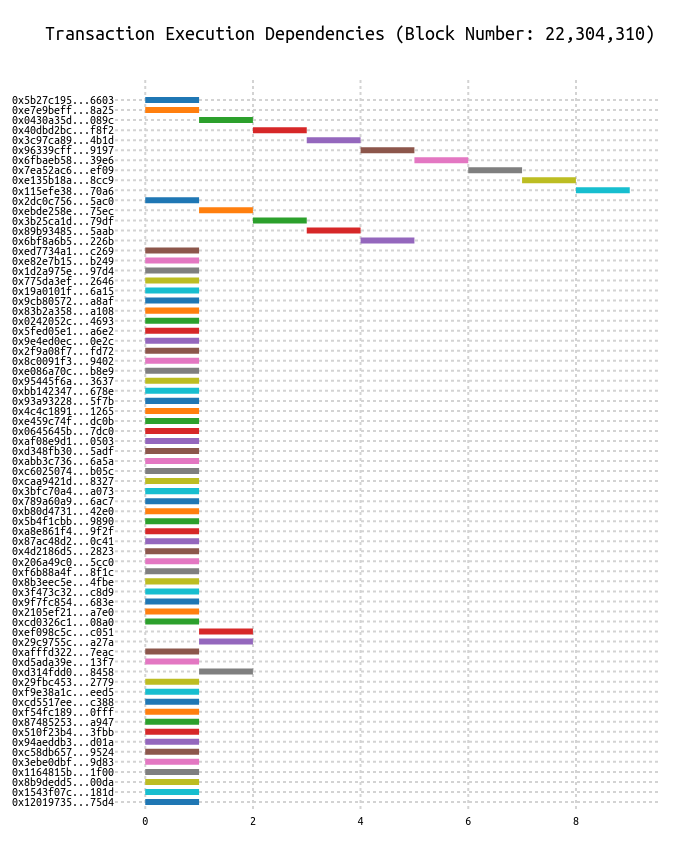 Transaction Execution Dependencies (Block Number: 22,304,310)
0x5b27c195...6603
0xe7e9beff...8a25
0x0430a35d...089c
0x40dbd2bc...f8f2
0x3c97ca89...4b1d
0x96339cff...9197
0x6fbaeb58...39e6
0x7ea52ac6...ef09
0xe135b18a...8cc9
0x115efe38...70a6
0x2dc0c756...5ac0
0xebde258e...75ec
0x3b25ca1d...79df
0x89b93485...5aab
0x6bf8a6b5...226b
0xed7734a1...c269
0xe82e7b15...b249
0x1d2a975e...97d4
0x775da3ef...2646
0x19a0101f...6a15
0x9cb80572...a8af
0x83b2a358...a108
0x0242052c...4693
0x5fed05e1...a6e2
0x9e4ed0ec...0e2c
0x2f9a08f7...fd72
0x8c0091f3...9402
0xe086a70c...b8e9
0x95445f6a...3637
0xbb142347...678e
0x93a93228...5f7b
0x4c4c1891...1265
0xe459c74f...dc0b
0x0645645b...7dc0
0xaf08e9d1...0503
0xd348fb30...5adf
0xabb3c736...6a5a
0xc6025074...b05c
0xcaa9421d...8327
0x3bfc70a4...a073
0x789a60a9...6ac7
0xb80d4731...42e0
0x5b4f1cbb...9890
0xa8e861f4...9f2f
0x87ac48d2...0c41
0x4d2186d5...2823
0x206a49c0...5cc0
0xf6b88a4f...8f1c
0x8b3eec5e...4fbe
0x3f473c32...c8d9
0x9f7fc854...683e
0x2105ef21...a7e0
0xcd0326c1...08a0
0xef098c5c...c051
0x29c9755c...a27a
0xafffd322...7eac
0xd5ada39e...13f7
0xd314fdd0...8458
0x29fbc453...2779
0xf9e38a1c...eed5
0xcd5517ee...c388
0xf54fc189...0fff
0x87485253...a947
0x510f23b4...3fbb
0x94aeddb3...d01a
0xc58db657...9524
0x3ebe0dbf...9d83
0x1164815b...1f00
0x8b9dedd5...00da
0x1543f07c...181d
0x12019735...75d4
0 2 4 6 8